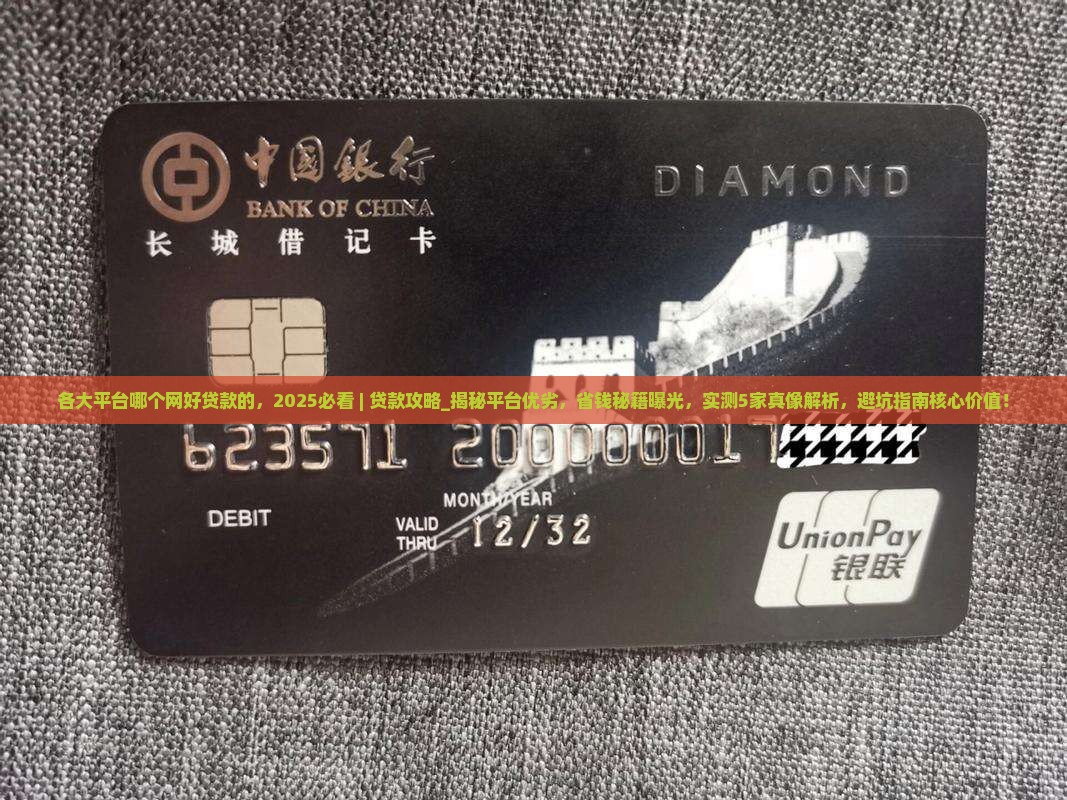 中国銀行
DIAMOND
BANK OF CHINA
长城借记卡
各大平台哪个网好贷款的，2025必看 | 贷款攻略_揭秘平台优劣，省钱秘籍曝光，实测5家真像解析，避坑指南核心价值！
623571 200000017
MONTH/YEAR
DEBIT
VALID THRU 12/32
UnionPay
银联